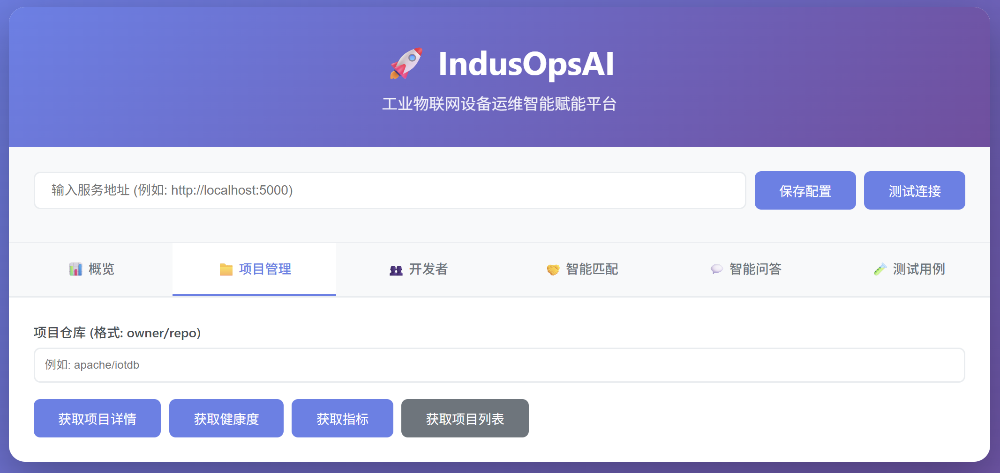 IndusOpsAI
工业物联网设备运维智能赋能平台
输入服务地址 (例如: http://localhost:5000)
保存配置
测试连接
概览
项目管理
开发者
智能匹配
智能问答
测试用例
项目仓库 (格式: owner/repo)
例如: apache/iotdb
获取项目详情
获取健康度
获取指标
获取项目列表